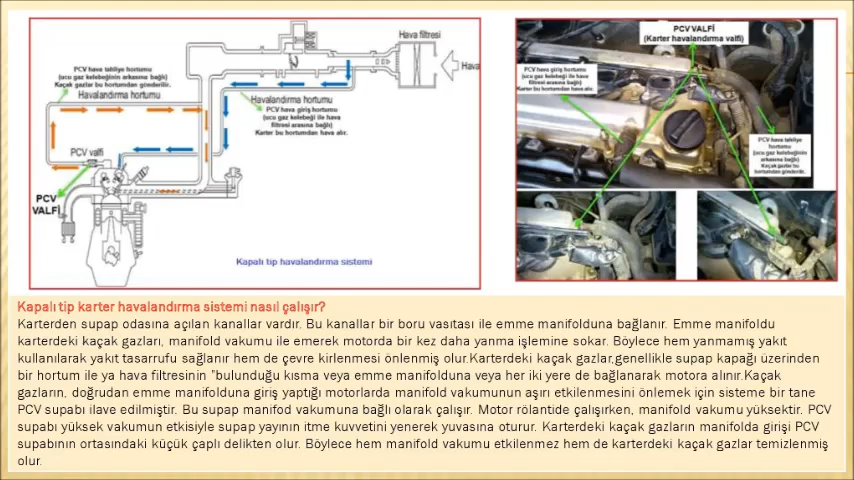 Hava filtresi
Hava
PCV hava tahliye hortumu
(ucu gaz kelebeğinin
arkasına bağlı)
Kaçak gazlar bu hortumdan gönderilir.
Havalandırma hortumu
Havalandırma hortumu
PCV hava giriş hortumu
(ucu gaz kelebeği ile hava
filtresi arasına bağlı)
Karter bu hortumdan hava alır.
PCV valfi
PCV
VALFİ
Kapalı tip havalandırma sistemi
PCV VALFİ
(Karter havalandırma valfi)
PCV hava giriş hortumu
(ucu gaz kelebeği ile hava
filtresi arasına bağlı)
Karter bu hortumdan hava alır.
PCV hava tahliye
hortumu
(ucu gaz kelebeğinin
arkasına bağlı)
Kaçak gazlar bu
hortumdan gönderilir.
Kapalı tip karter havalandırma sistemi nasıl çalışır?
Karterden supap odasına açılan kanallar vardır. Bu kanallar bir boru vasıtası ile emme manifolduna bağlanır. Emme manifoldu
karterdeki kaçak gazları, manifold vakumu ile emerek motorda bir kez daha yanma işlemine sokar. Böylece hem yanmamış yakıt
kullanılarak yakıt tasarrufu sağlanır hem de çevre kirlenmesi önlenmiş olur.Karterdeki kaçak gazlar,genellikle supap kapağı üzerinden
bir hortum ile ya hava filtresinin "bulunduğu kısma veya emme manifolduna veya her iki yere de bağlanarak motora alınır.Kaçak
gazların, doğrudan emme manifolduna giriş yaptığı motorlarda manifold vakumunun aşırı etkilenmesini önlemek için sisteme bir tane
PCV supabı ilave edilmiştir. Bu supap manifod vakumuna bağlı olarak çalışır. Motor rölantide çalışırken, manifold vakumu yüksektir. PCV
supabı yüksek vakumun etkisiyle supap yayının itme kuvvetini yenerek yuvasına oturur. Karterdeki kaçak gazların manifolda girişi PCV
supabının ortasındaki küçük çaplı delikten olur. Böylece hem manifold vakumu etkilenmez hem de karterdeki kaçak gazlar temizlenmiş
olur.